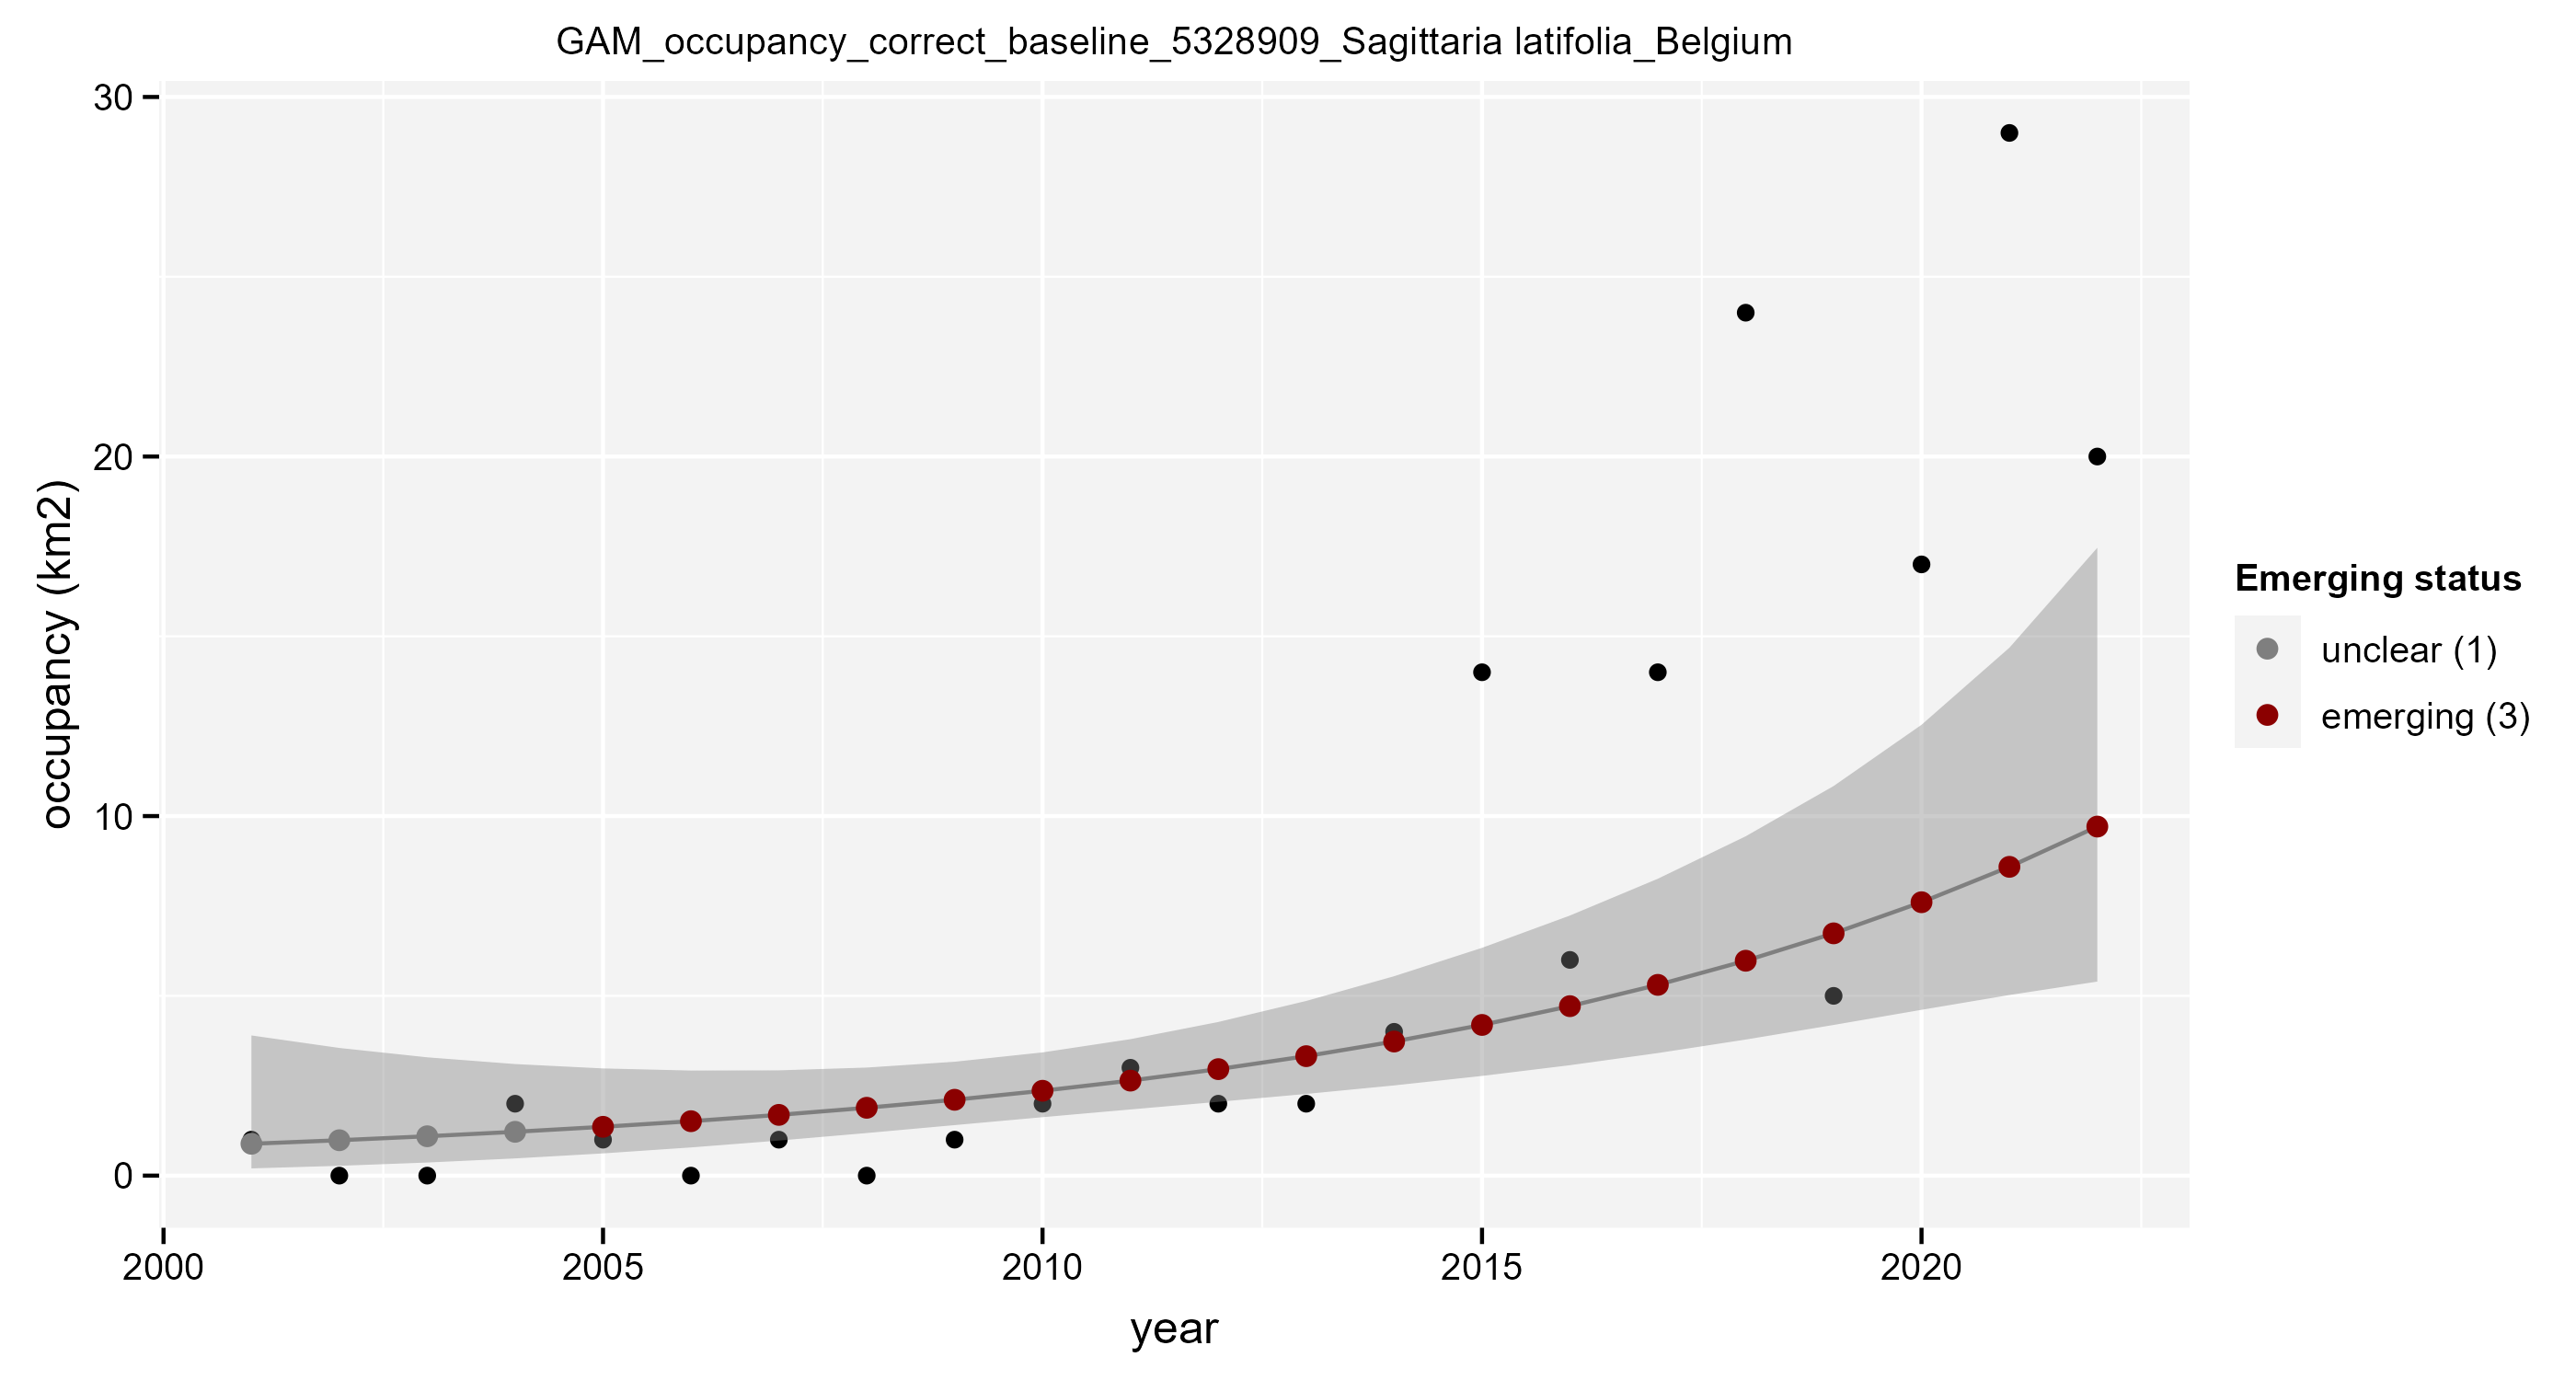 GAM_occupancy_correct_baseline_5328909_Sagittaria latifolia_Belgium
30
20
10
0
occupancy (km2)
2000
2005
2010
2015
2020
year
Emerging status
unclear (1)
emerging (3)